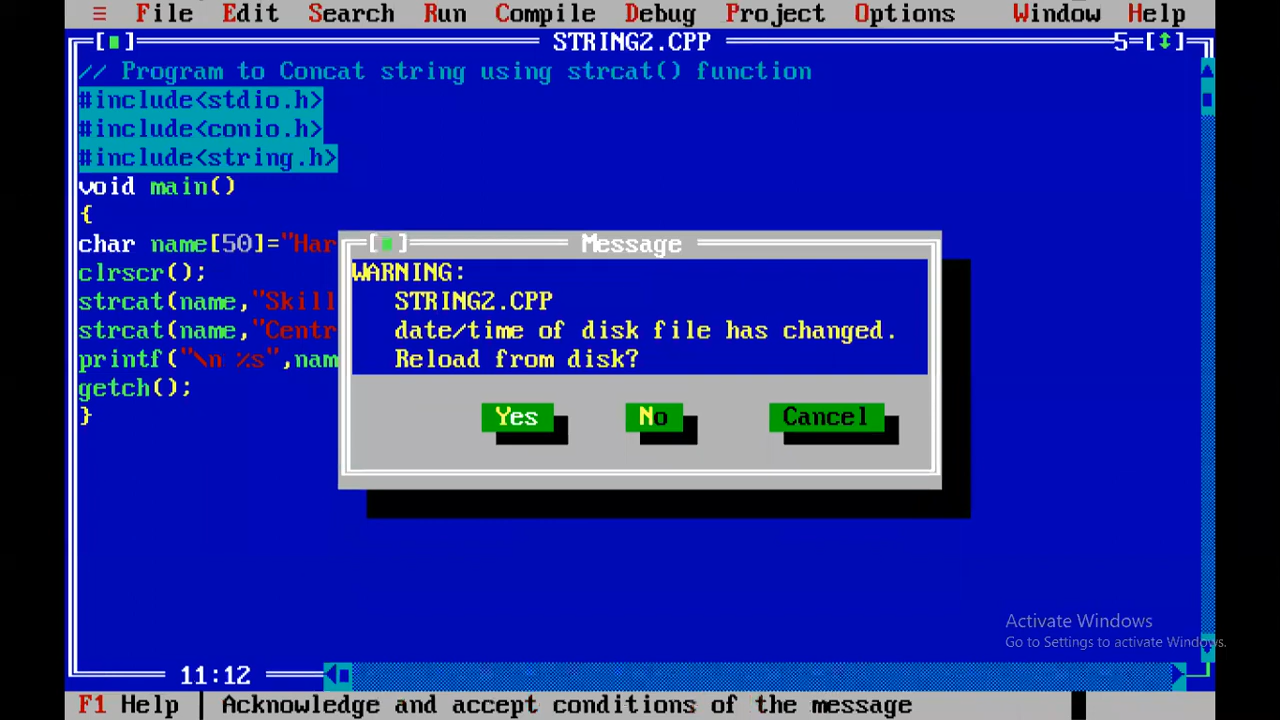 ≡ File Edit Search Run Compile Debug Project Options Window Help
[■] STRING2.CPP 5=[↕]
// Program to Concat string using strcat() function
#include<stdio.h>
#include<conio.h>
#include<string.h>
void main()
{
char name[50]="Har
clrscr();
strcat(name,"Skill
strcat(name,"Centr
printf("\n %s",nam
getch();
}
[■] Message
WARNING:
STRING2.CPP
date/time of disk file has changed.
Reload from disk?
Yes No Cancel
Activate Windows
Go to Settings to activate Windows.
11:12
F1 Help Acknowledge and accept conditions of the message